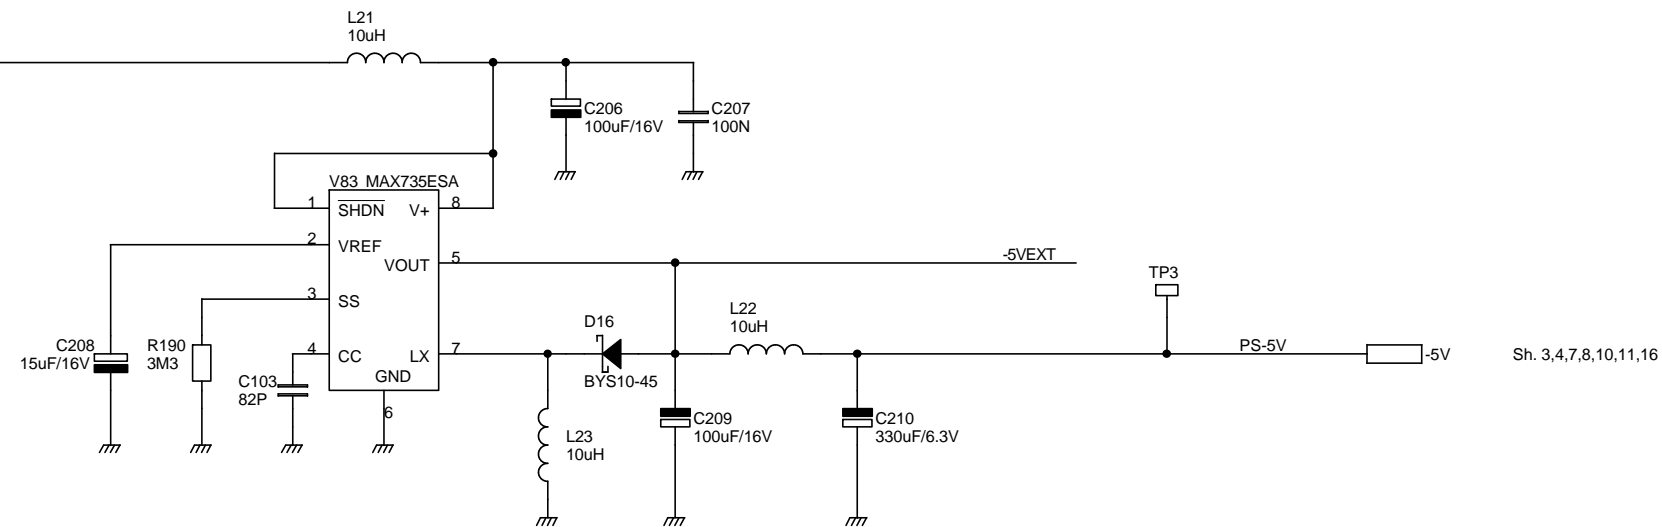 L21
10uH
C206
100uF/16V
C207
100N
V83 MAX735ESA
1
SHDN
V+
8
2
VREF
VOUT
5
-5VEXT
TP3
3
SS
D16
L22
10uH
C208
15uF/16V
R190
3M3
4
CC
LX
7
PS-5V
-5V
Sh. 3,4,7,8,10,11,16
GND
BYS10-45
C103
82P
6
C209
100uF/16V
C210
330uF/6.3V
L23
10uH